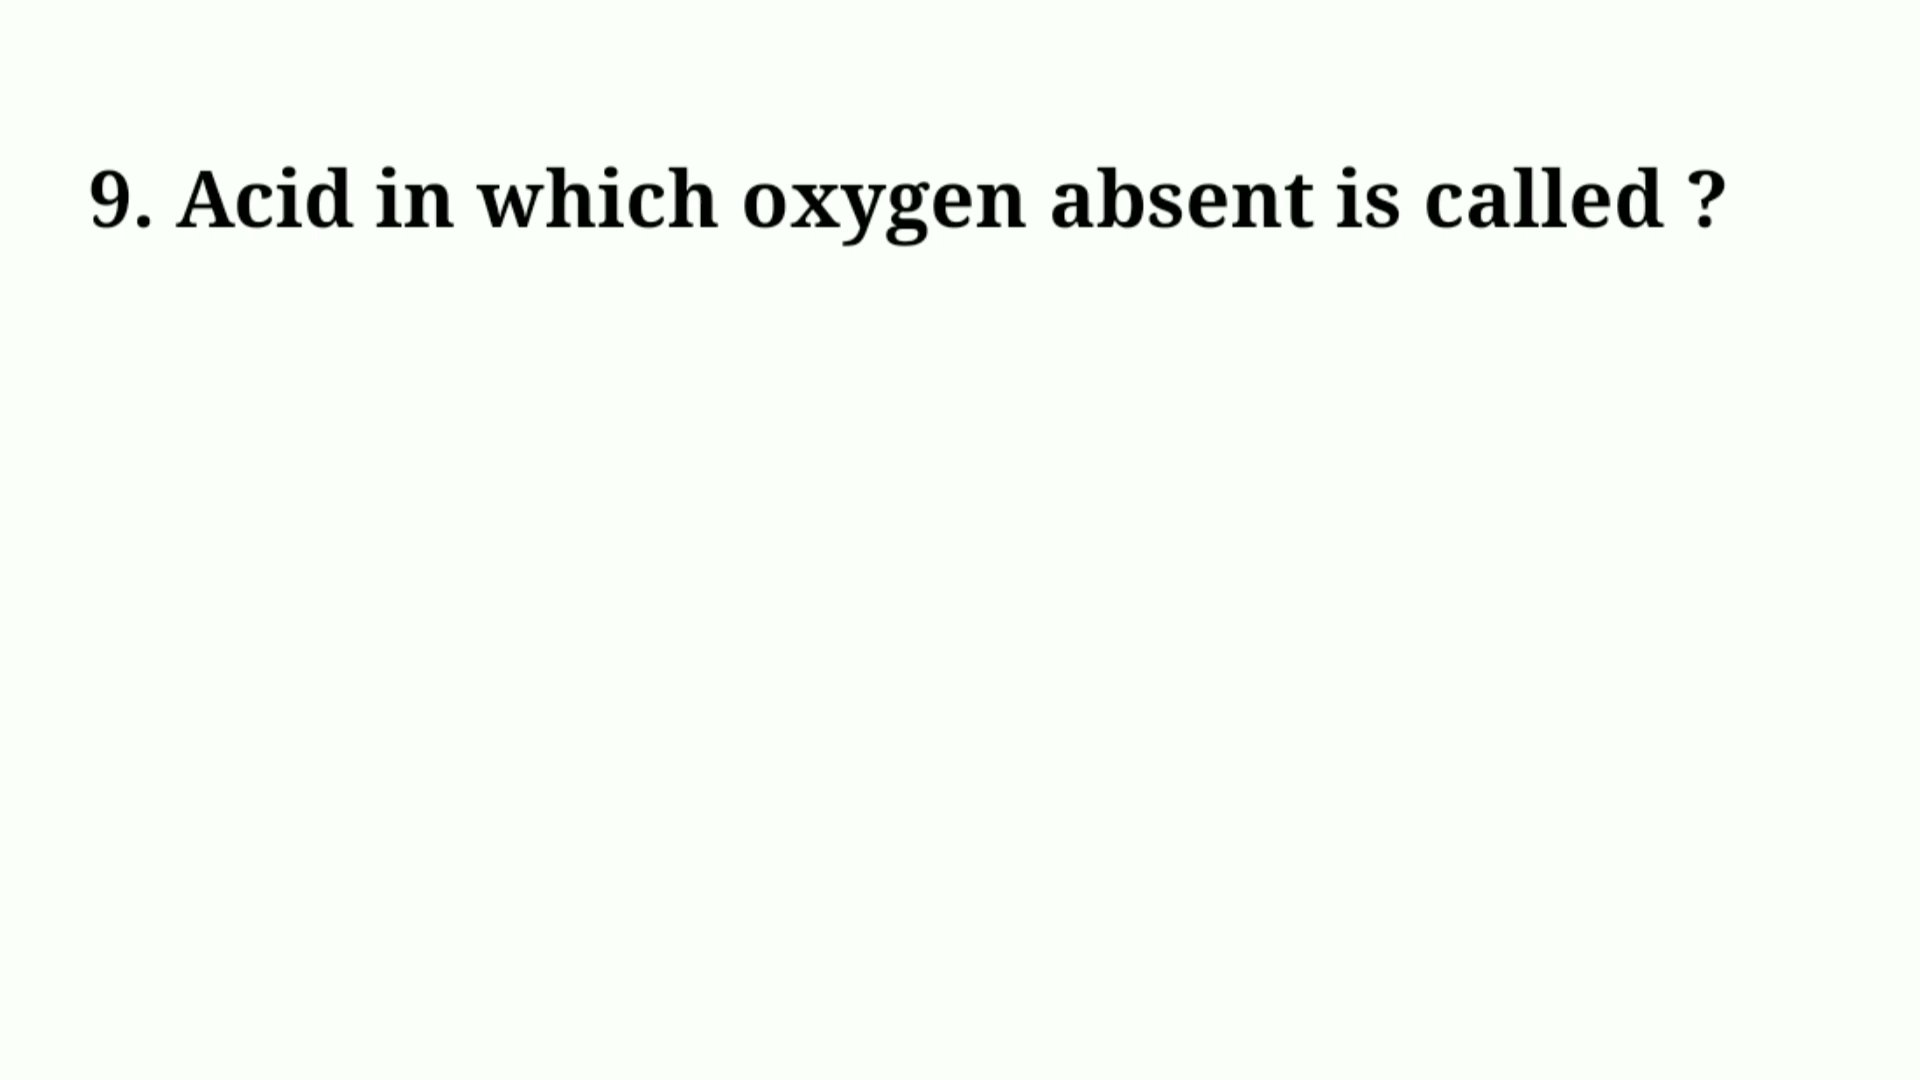 9. Acid in which oxygen absent is called ?